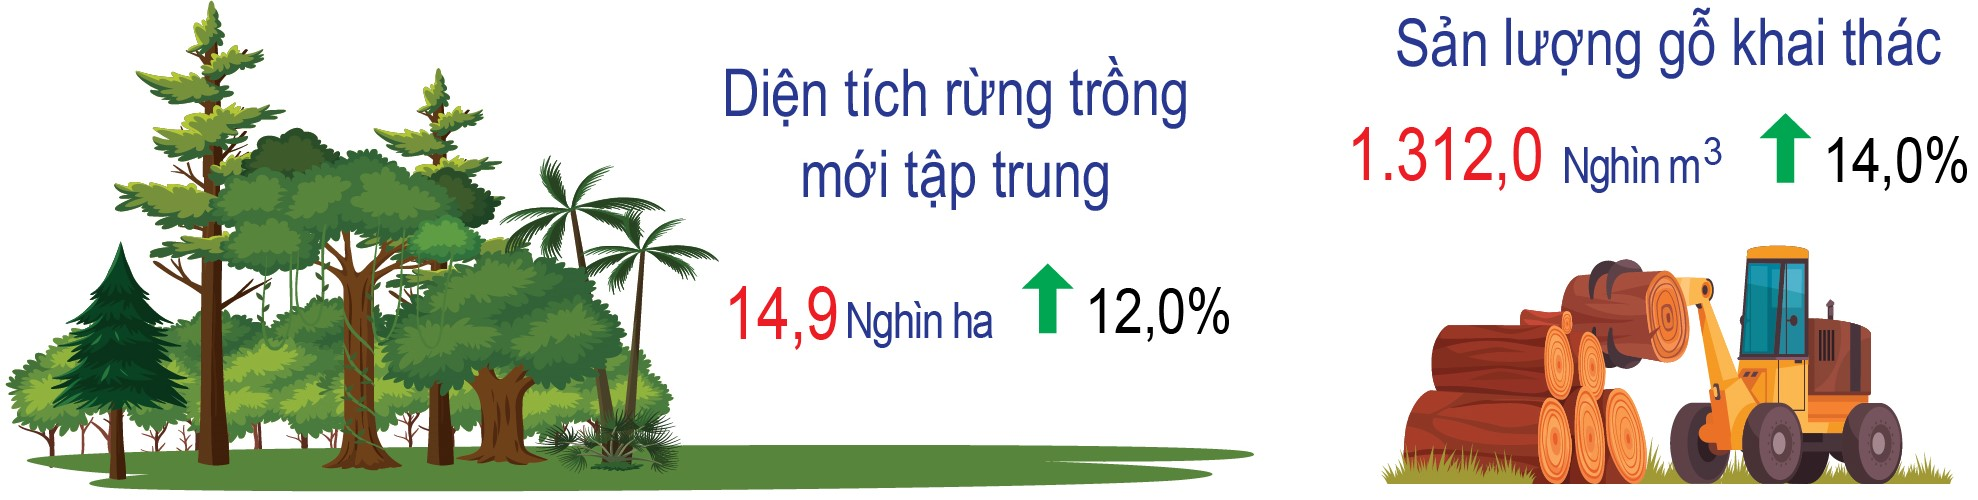 Diện tích rừng trồng
mới tập trung
14,9 Nghìn ha 12,0%
Sản lượng gỗ khai thác
1.312,0 Nghìn m³ 14,0%